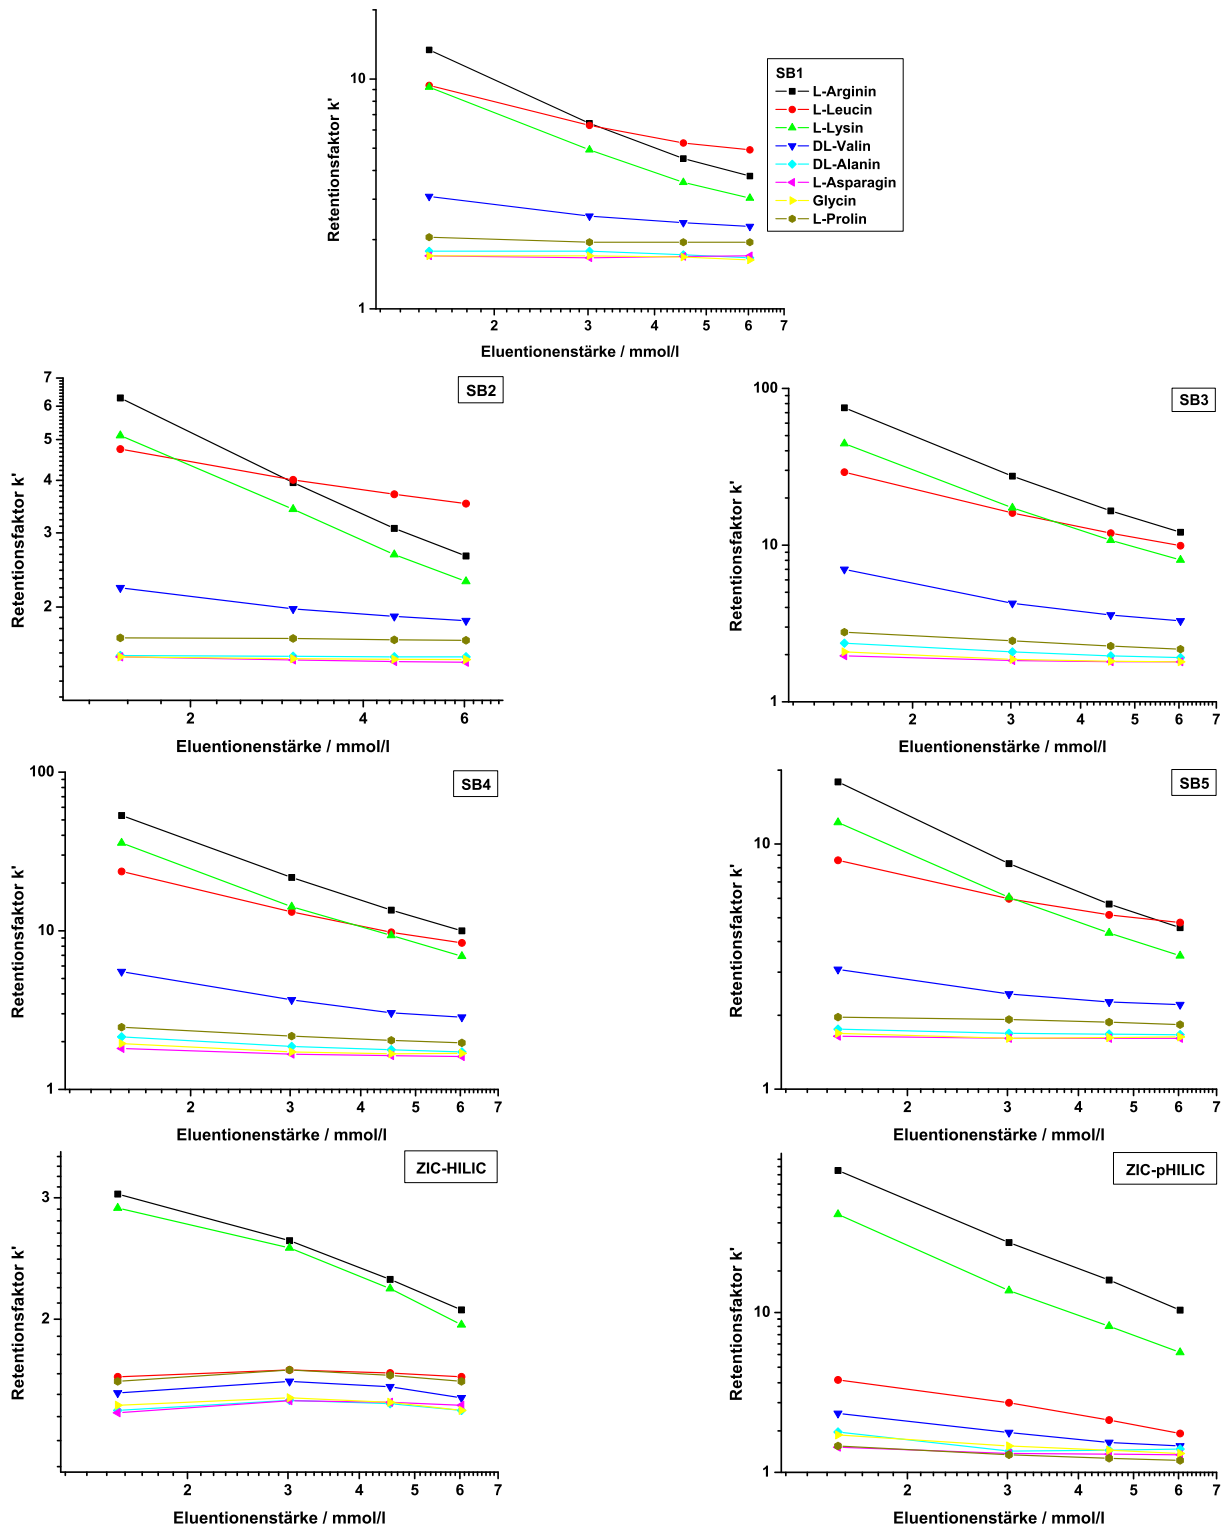 10
1
Retentionsfaktor k'
2 3 4 5 6 7
Eluentionenstärke / mmol/l
SB1
L-Arginin
L-Leucin
L-Lysin
DL-Valin
DL-Alanin
L-Asparagin
Glycin
L-Prolin
SB2
7
6
5
4
3
2
Retentionsfaktor k'
2 4 6
Eluentionenstärke / mmol/l
SB3
100
10
1
Retentionsfaktor k'
2 3 4 5 6 7
Eluentionenstärke / mmol/l
SB4
100
10
1
Retentionsfaktor k'
2 3 4 5 6 7
Eluentionenstärke / mmol/l
SB5
10
1
Retentionsfaktor k'
2 3 4 5 6 7
Eluentionenstärke / mmol/l
ZIC-HILIC
3
2
Retentionsfaktor k'
2 3 4 5 6 7
Eluentionenstärke / mmol/l
ZIC-pHILIC
10
1
Retentionsfaktor k'
2 3 4 5 6 7
Eluentionenstärke / mmol/l